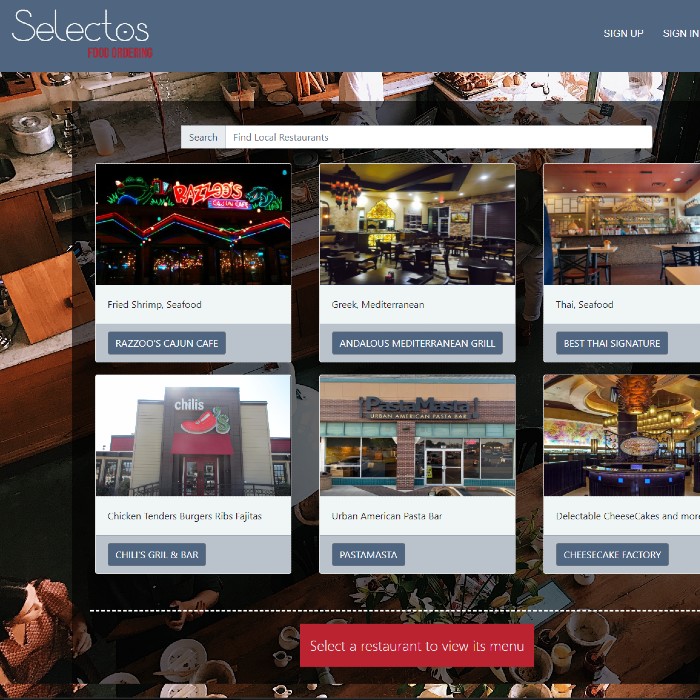 Selectos
FOOD ORDERING
SIGN UP SIGN IN
Search Find Local Restaurants
RAZZOO'S
CAJUN CAFE
Fried Shrimp, Seafood
Greek, Mediterranean
Thai, Seafood
RAZZOO'S CAJUN CAFE
ANDALOUS MEDITERRANEAN GRILL
BEST THAI SIGNATURE
chilis
PastaMasta
URBAN AMERICAN PASTA BAR
Chicken Tenders Burgers Ribs Fajitas
Urban American Pasta Bar
Delectable CheeseCakes and more
CHILI'S GRIL & BAR
PASTAMASTA
CHEESECAKE FACTORY
Select a restaurant to view its menu